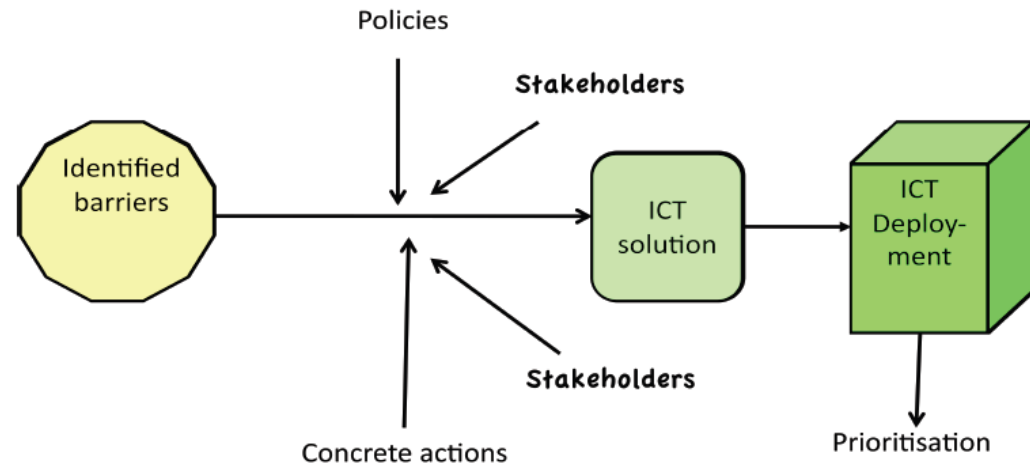 Policies
Stakeholders
Identified
barriers
ICT
solution
ICT
Deploy-
ment
Stakeholders
Concrete actions
Prioritisation